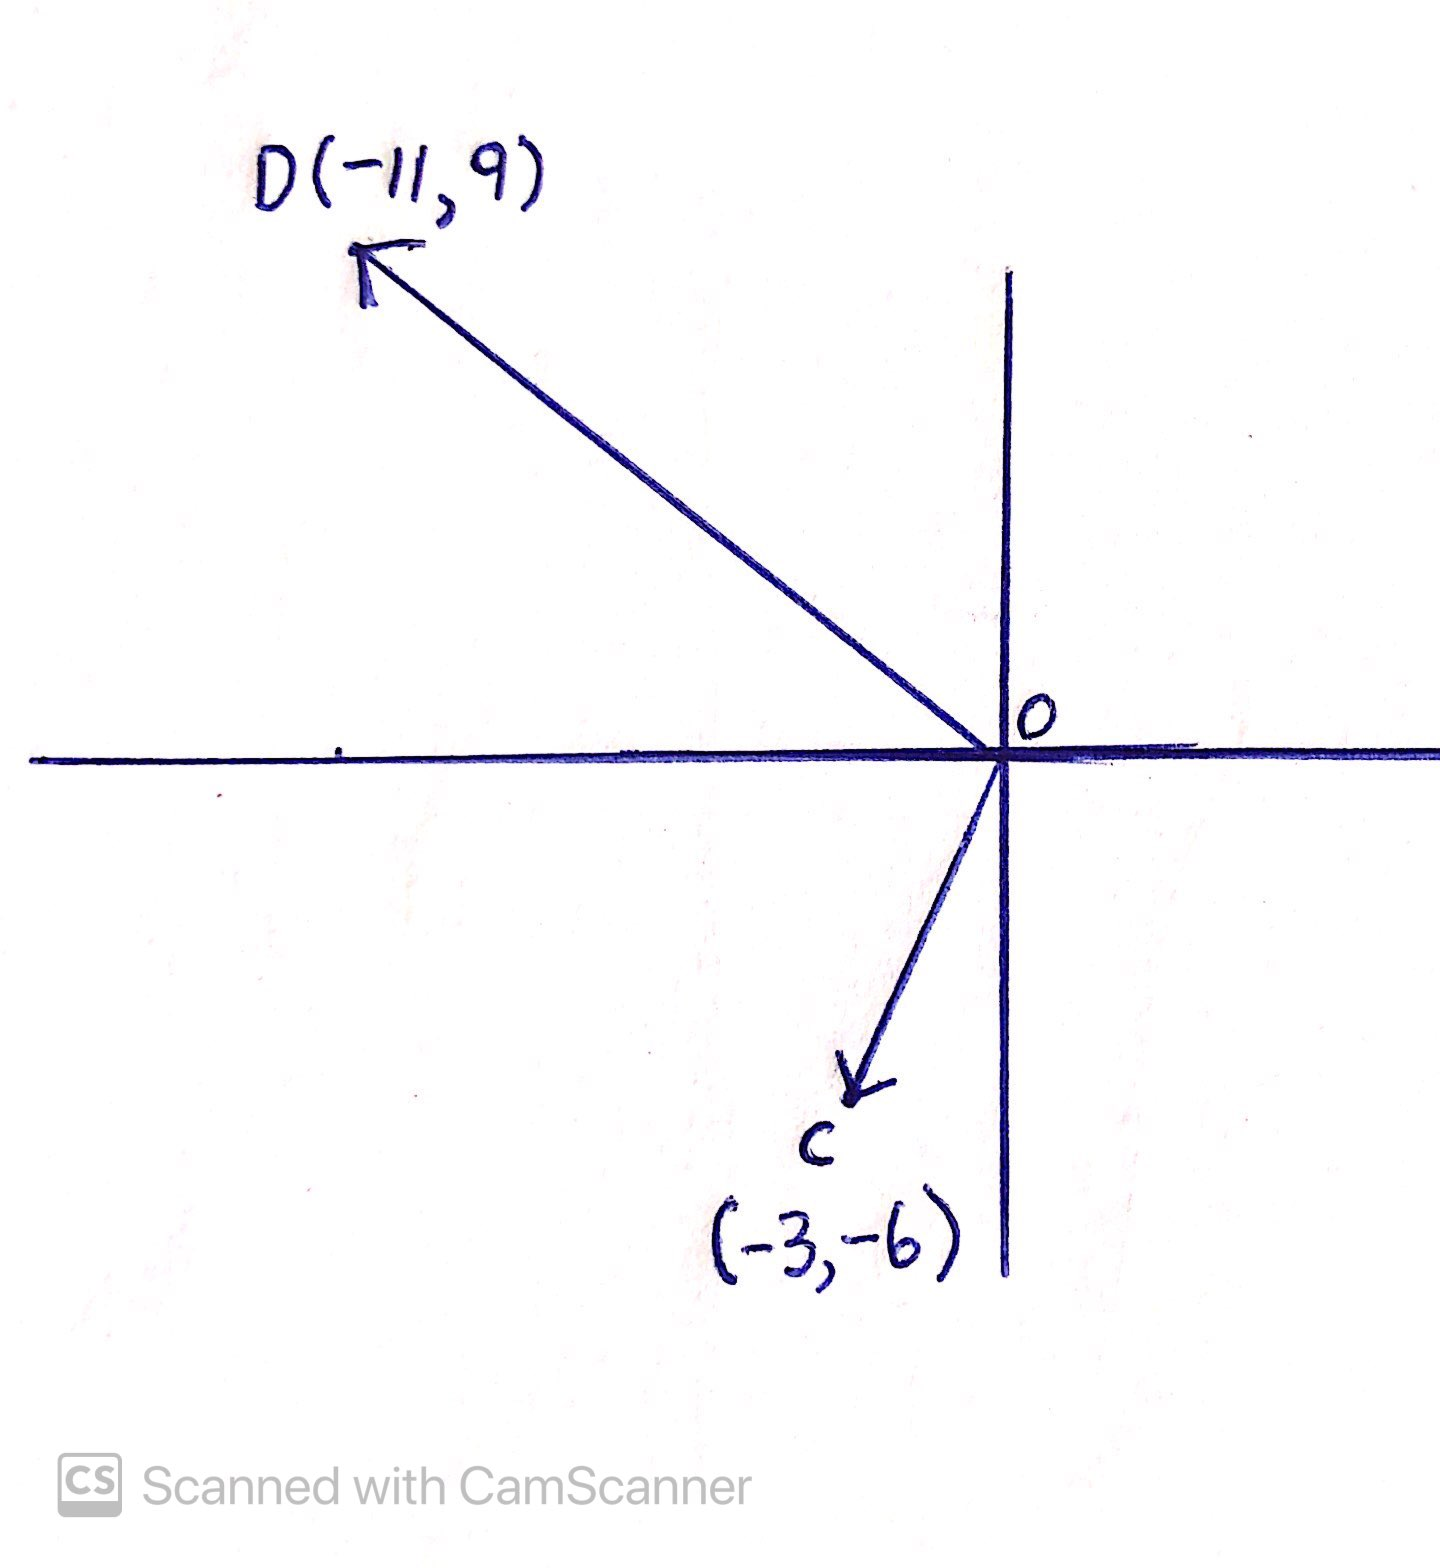 D(-11,9)
O
C
(-3,-6)
CS Scanned with CamScanner